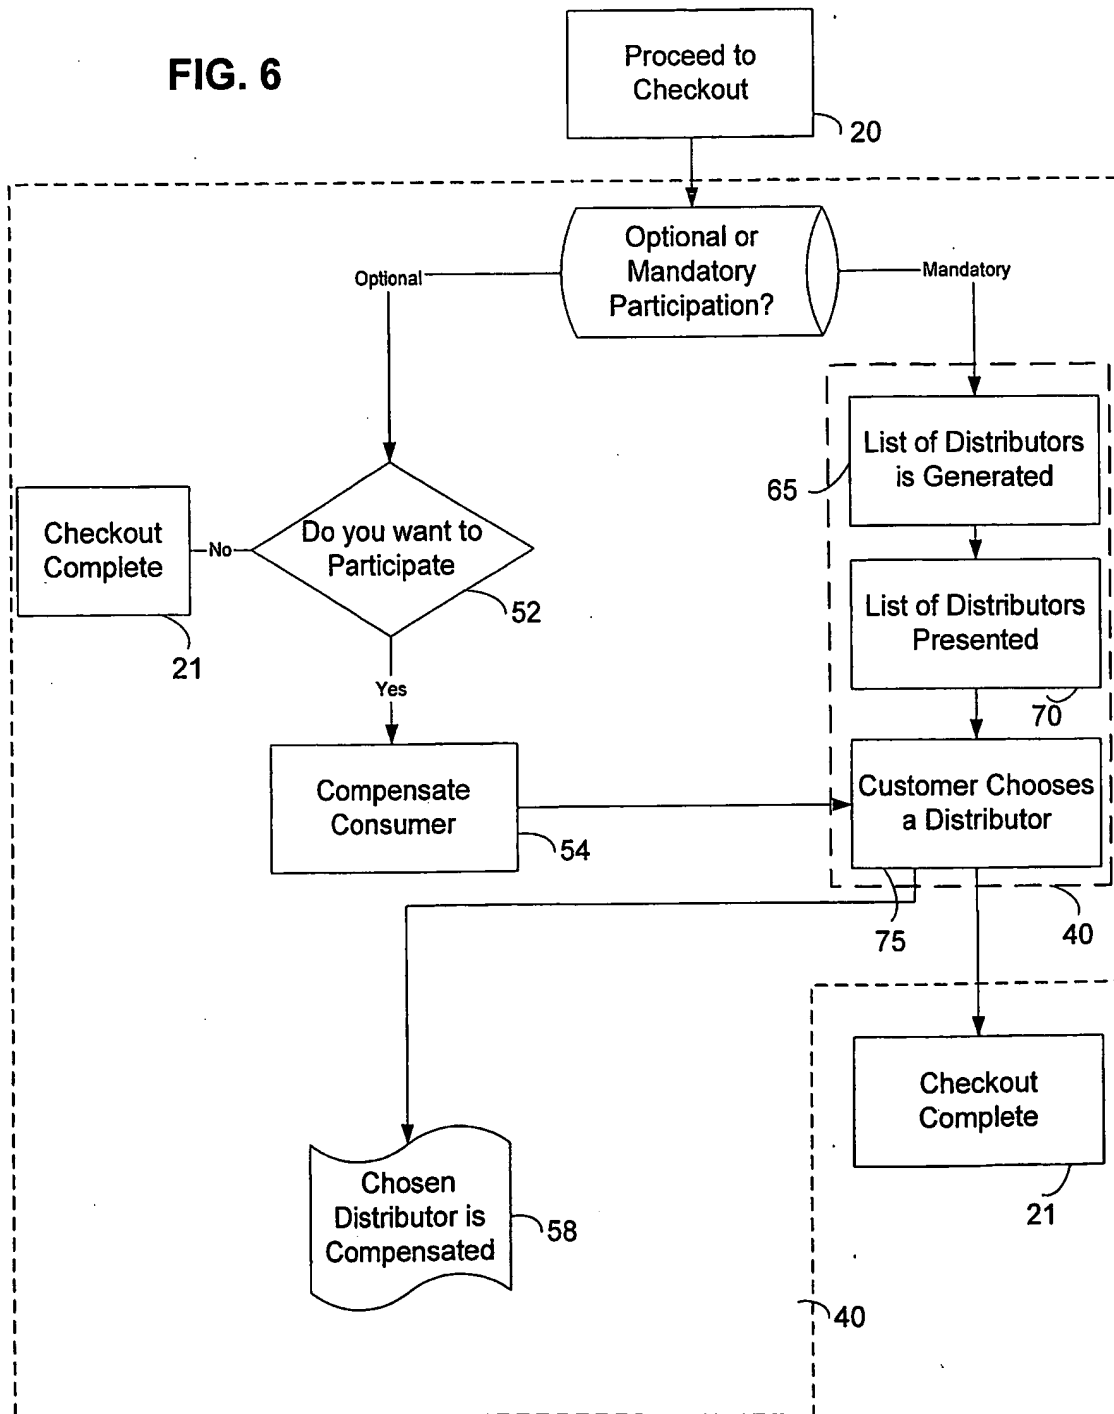 FIG. 6
Proceed to
Checkout
20
Optional or
Mandatory
Participation?
Optional
Mandatory
List of Distributors
is Generated
65
Do you want to
Participate
52
Checkout
Complete
No
21
List of Distributors
Presented
70
Yes
Compensate
Consumer
54
Customer Chooses
a Distributor
75
40
Checkout
Complete
21
Chosen
Distributor is
Compensated
58
40